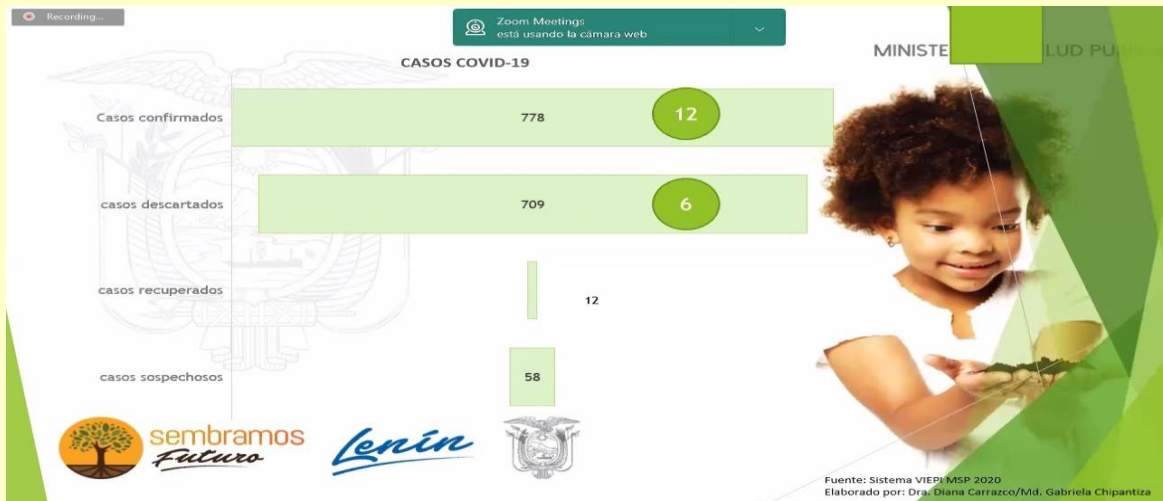 Recording...
Zoom Meetings
está usando la cámara web
CASOS COVID-19
MINISTE LUD PU
Casos confirmados 778 12
casos descartados 709 6
casos recuperados 12
casos sospechosos 58
sembramos
Futuro
Lenín
Fuente: Sistema VIEPI MSP 2020
Elaborado por: Dra. Diana Carrazco/Md. Gabriela Chipantiza